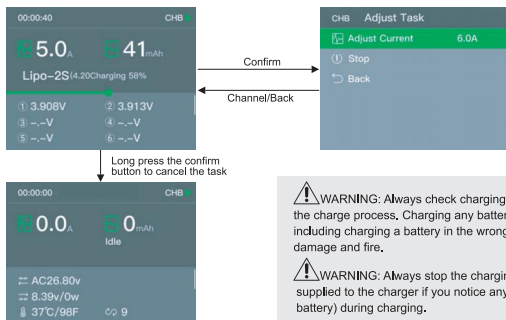 00:00:40 CHB
5.0A 41mAh
Lipo-2S(4.20Charging 58%
① 3.908V ② 3.913V
③ -.-V ④ -.-V
⑤ -.-V ⑥ -.-V
Confirm
Channel/Back
CHB Adjust Task
Adjust Current 6.0A
Stop
Back
Long press the confirm
button to cancel the task
00:00:00 CHB
0.0A 0mAh
Idle
AC26.80v
8.39v/0w
37℃/98F 9
WARNING: Always check charging
the charge process. Charging any batter
including charging a battery in the wrong
damage and fire.
WARNING: Always stop the chargin
supplied to the charger if you notice any
battery) during charging.